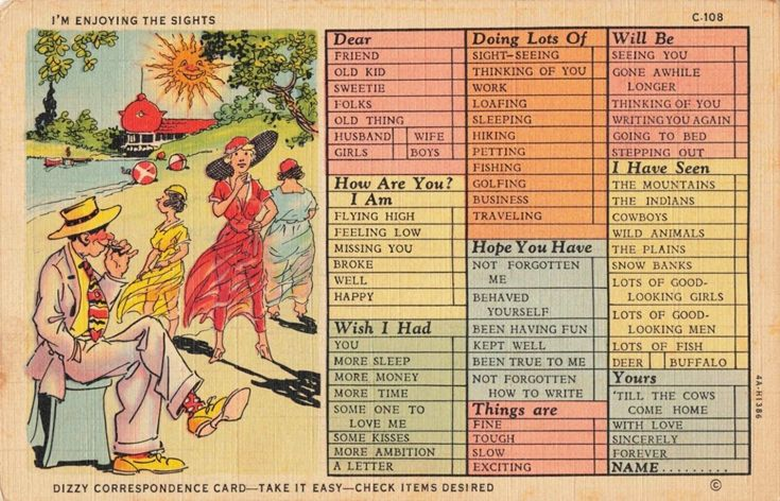 I'M ENJOYING THE SIGHTS
C-108
Dear
FRIEND
OLD KID
SWEETIE
FOLKS
OLD THING
HUSBAND WIFE
GIRLS BOYS
How Are You?
I Am
FLYING HIGH
FEELING LOW
MISSING YOU
BROKE
WELL
HAPPY
Wish I Had
YOU
MORE SLEEP
MORE MONEY
MORE TIME
SOME ONE TO
LOVE ME
SOME KISSES
MORE AMBITION
A LETTER
Doing Lots Of
SIGHT-SEEING
THINKING OF YOU
WORK
LOAFING
SLEEPING
HIKING
PETTING
FISHING
GOLFING
BUSINESS
TRAVELING
Hope You Have
NOT FORGOTTEN
ME
BEHAVED
YOURSELF
BEEN HAVING FUN
KEPT WELL
BEEN TRUE TO ME
NOT FORGOTTEN
HOW TO WRITE
Things are
FINE
TOUGH
SLOW
EXCITING
Will Be
SEEING YOU
GONE AWHILE
LONGER
THINKING OF YOU
WRITING YOU AGAIN
GOING TO BED
STEPPING OUT
I Have Seen
THE MOUNTAINS
THE INDIANS
COWBOYS
WILD ANIMALS
THE PLAINS
SNOW BANKS
LOTS OF GOOD-
LOOKING GIRLS
LOTS OF GOOD-
LOOKING MEN
LOTS OF FISH
DEER BUFFALO
Yours
'TILL THE COWS
COME HOME
WITH LOVE
SINCERELY
FOREVER
NAME.........
4A-H1386
DIZZY CORRESPONDENCE CARD—TAKE IT EASY—CHECK ITEMS DESIRED
©